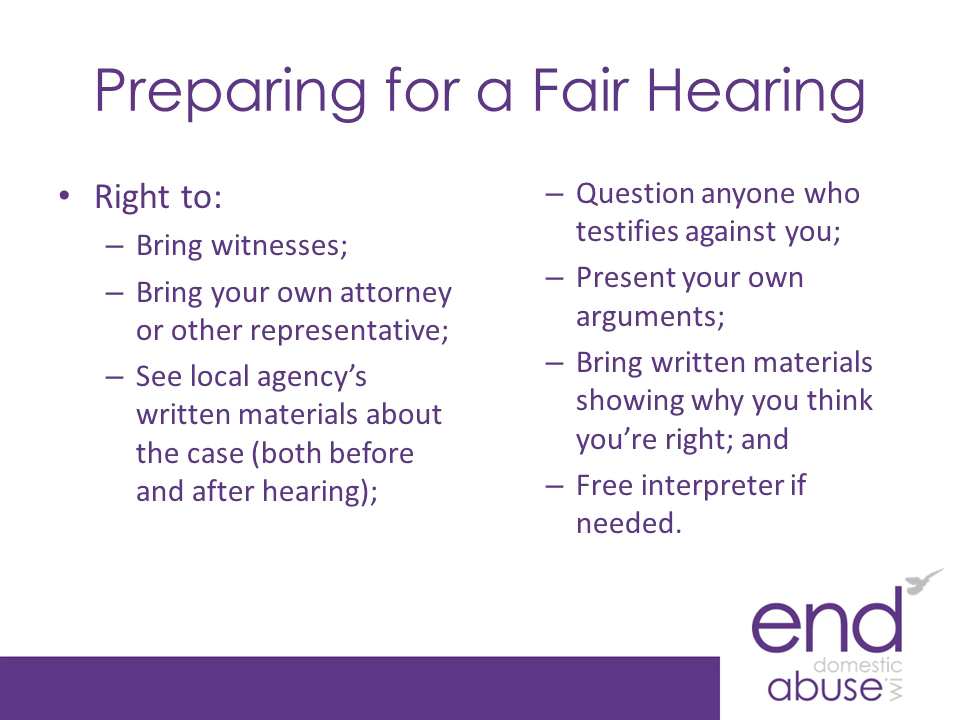 Preparing for a Fair Hearing
• Right to:
– Bring witnesses;
– Bring your own attorney
or other representative;
– See local agency’s
written materials about
the case (both before
and after hearing);
– Question anyone who
testifies against you;
– Present your own
arguments;
– Bring written materials
showing why you think
you’re right; and
– Free interpreter if
needed.
end
domestic
abuse
wi